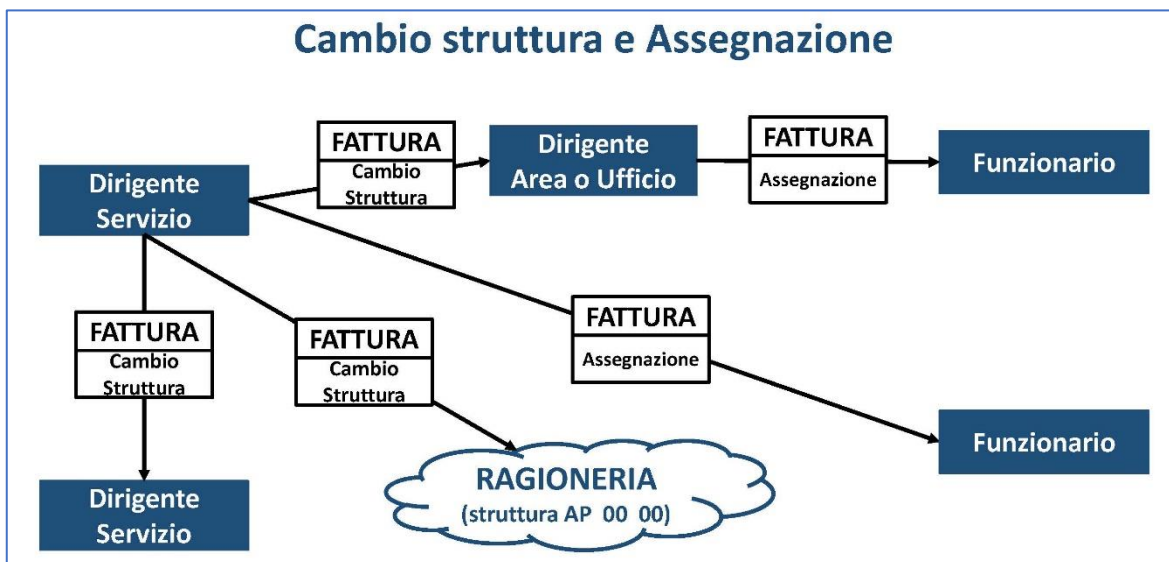 Cambio struttura e Assegnazione
FATTURA
Cambio
Struttura
Dirigente
Area o Ufficio
FATTURA
Assegnazione
Funzionario
Dirigente
Servizio
FATTURA
Cambio
Struttura
FATTURA
Cambio
Struttura
FATTURA
Assegnazione
Funzionario
Dirigente
Servizio
RAGIONERIA
(struttura AP 00 00)